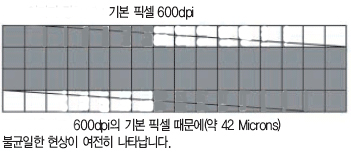 기본 픽셀 600dpi
600dpi의 기본 픽셀 때문에(약 42 Microns)
불균일한 현상이 여전히 나타납니다.